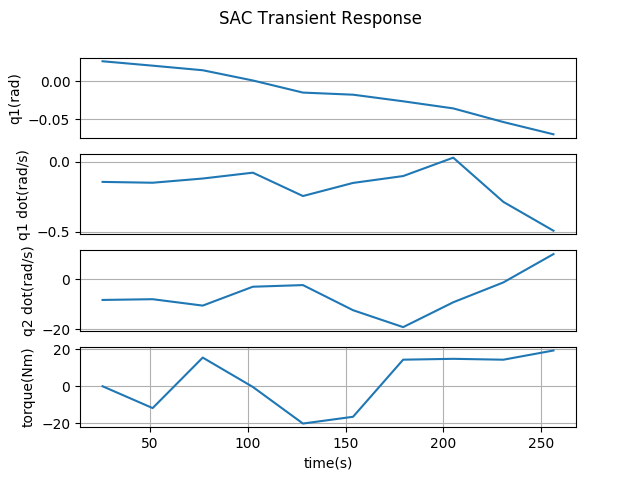 SAC Transient Response
q1(rad)
0.00
−0.05
q1 dot(rad/s)
0.0
−0.5
q2 dot(rad/s)
0
−20
torque(Nm)
20
0
−20
50 100 150 200 250
time(s)